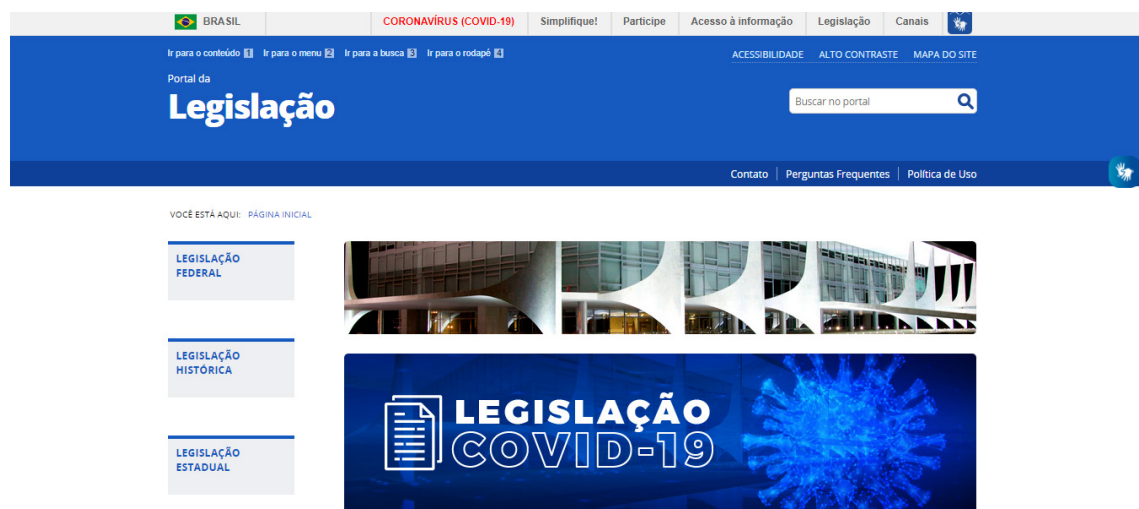 BRASIL CORONAVÍRUS (COVID-19) Simplifique! Participe Acesso à informação Legislação Canais
Ir para o conteúdo 1 Ir para o menu 2 Ir para a busca 3 Ir para o rodapé 4 ACESSIBILIDADE ALTO CONTRASTE MAPA DO SITE
Portal da
Legislação
Buscar no portal
Contato Perguntas Frequentes Política de Uso
VOCÊ ESTÁ AQUI: PÁGINA INICIAL
LEGISLAÇÃO
FEDERAL
LEGISLAÇÃO
HISTÓRICA
LEGISLAÇÃO
ESTADUAL
LEGISLAÇÃO
COVID-19